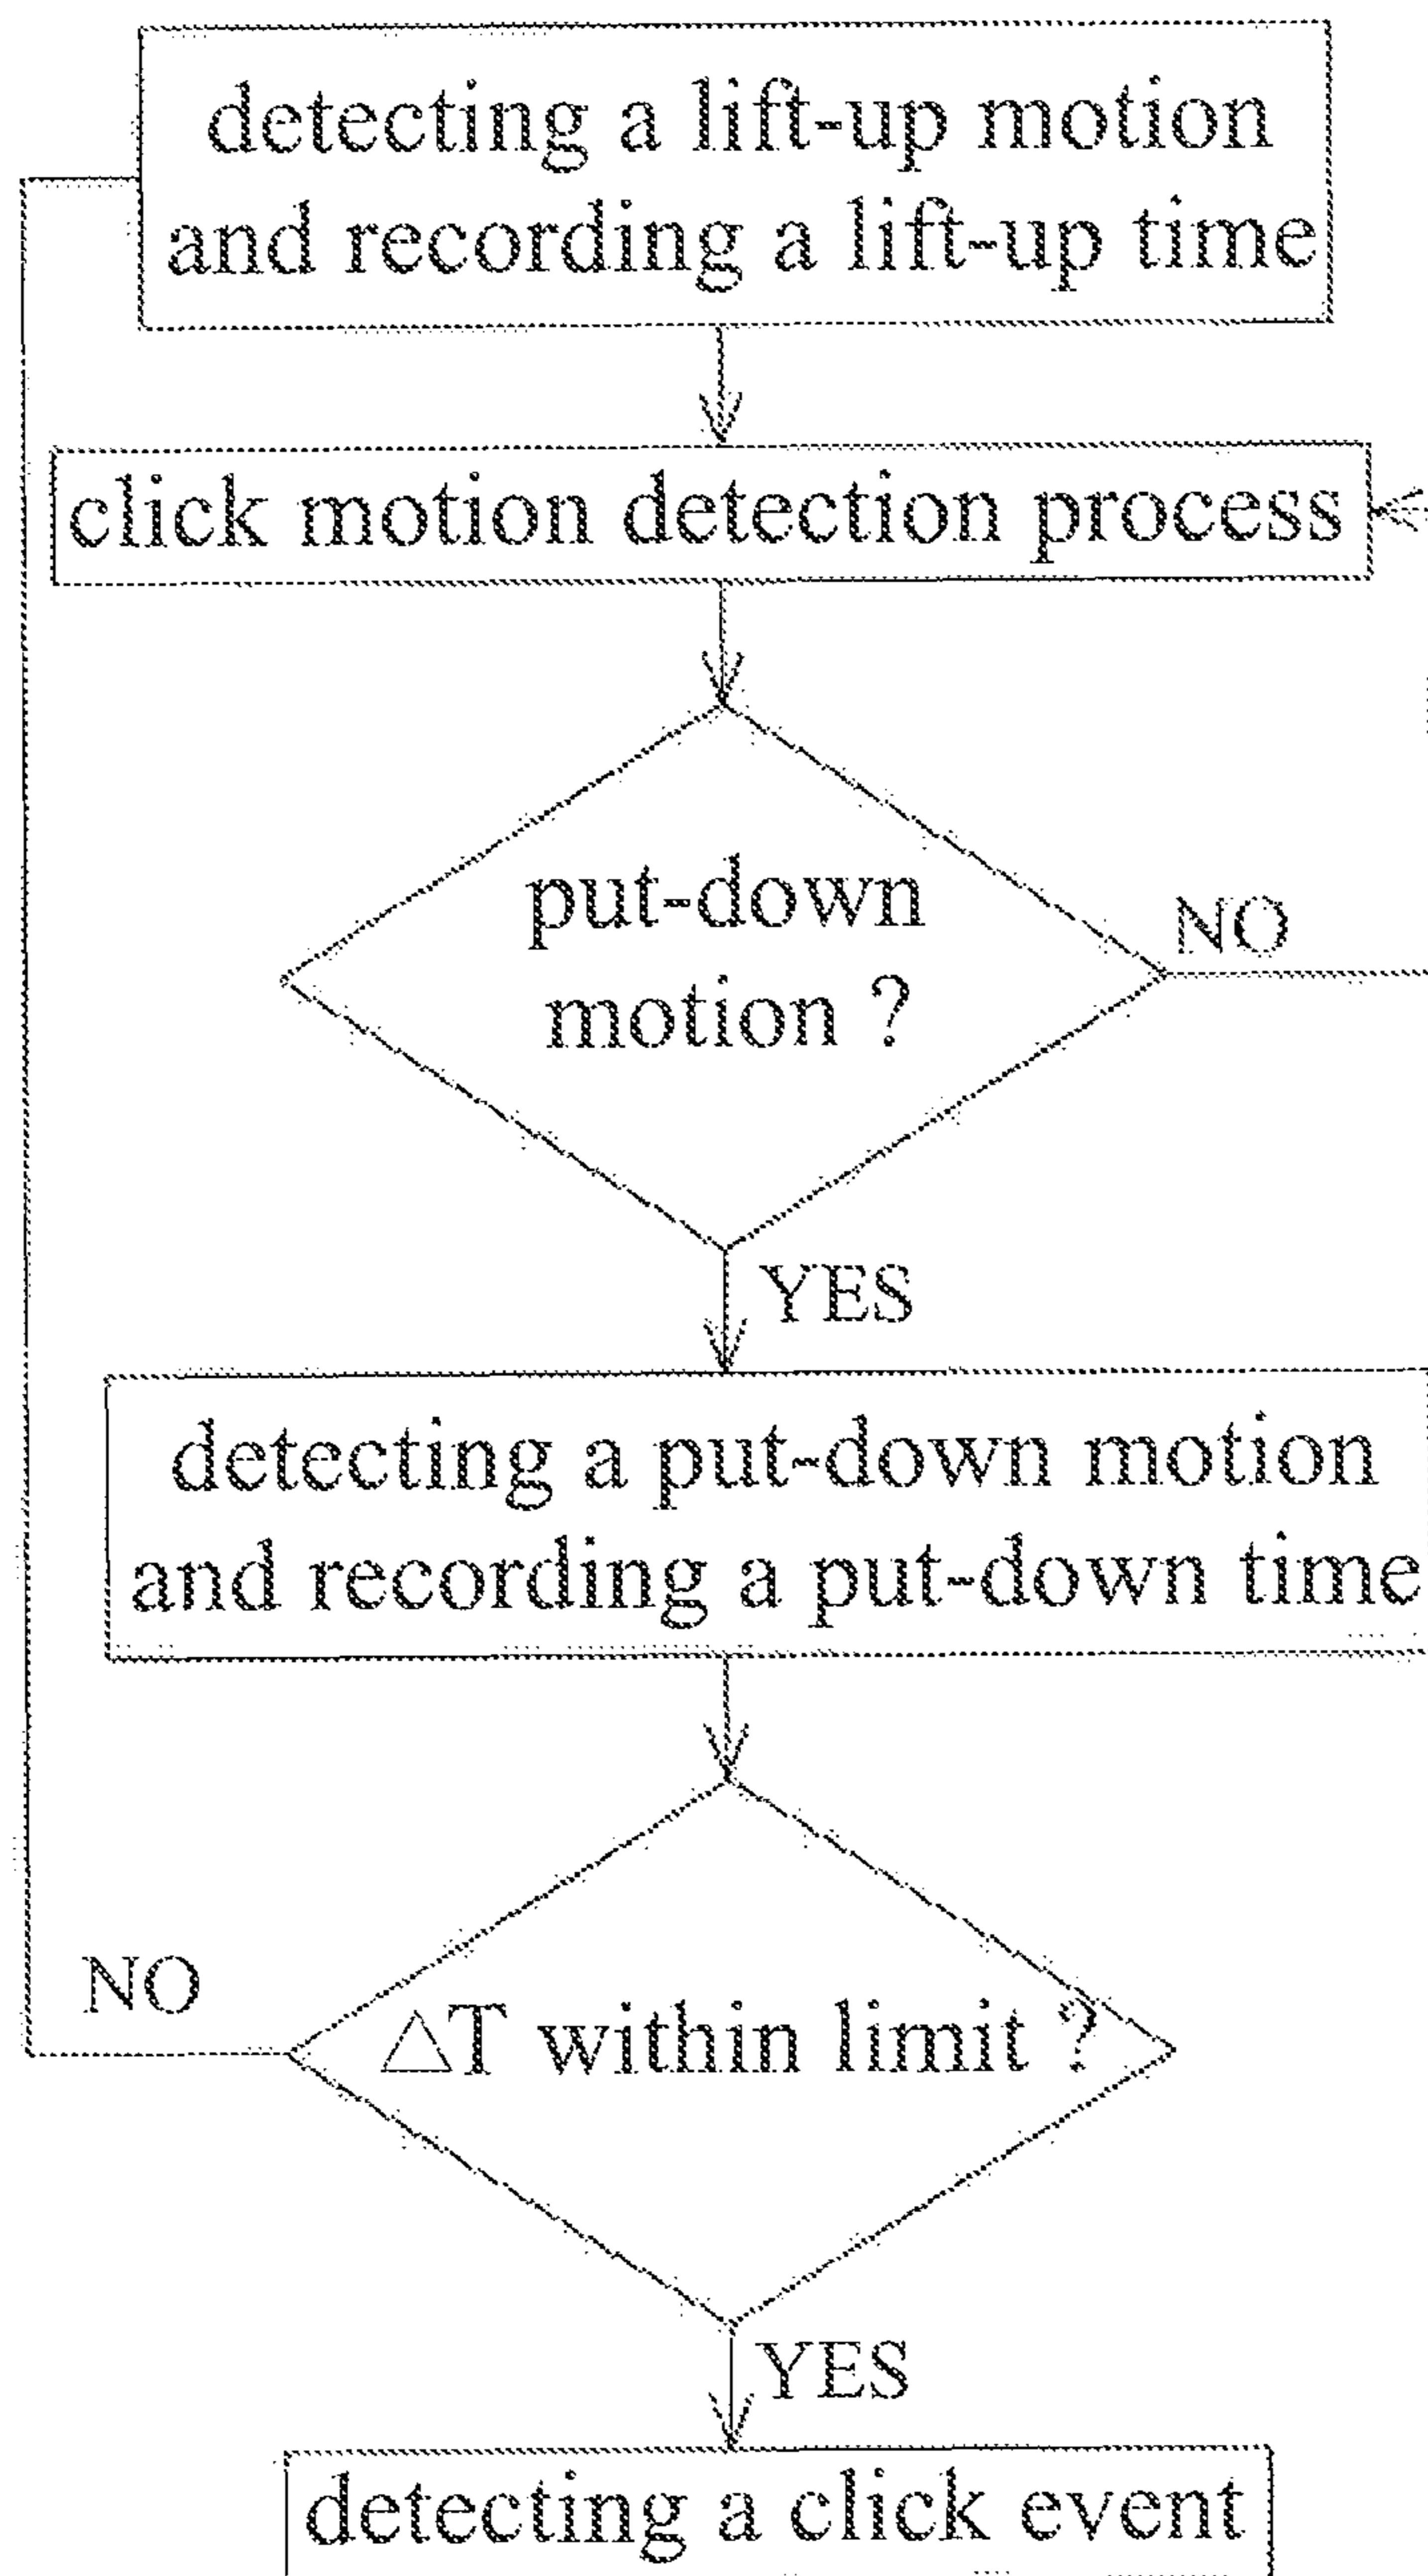 detecting a lift-up motion
and recording a lift-up time
click motion detection process
put-down
motion ?
NO
YES
detecting a put-down motion
and recording a put-down time
NO
△T within limit ?
YES
detecting a click event